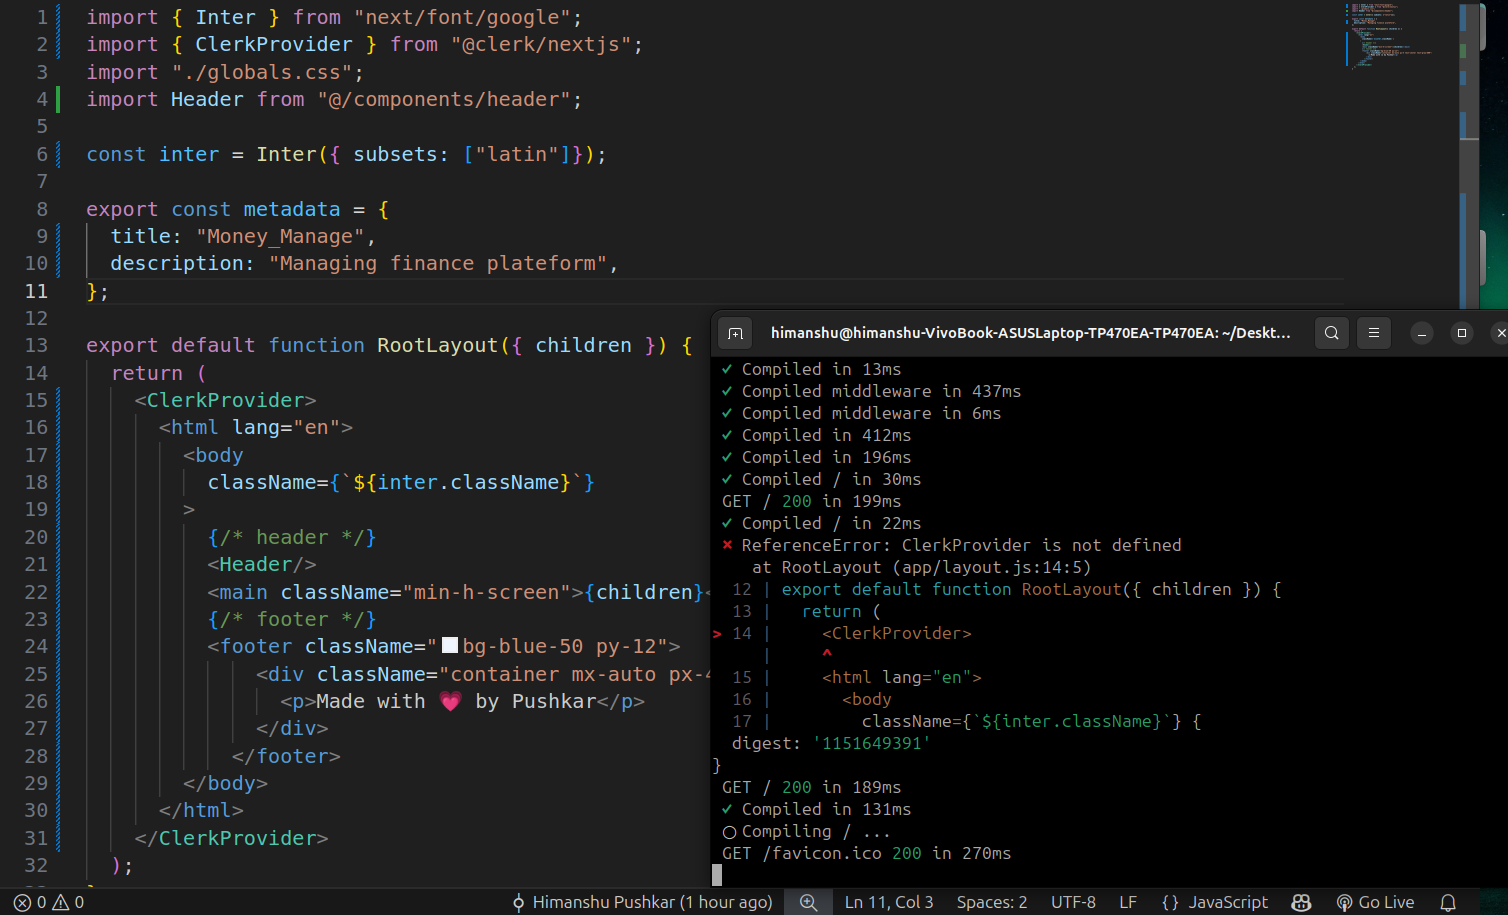 1 import { Inter } from "next/font/google";
2 import { ClerkProvider } from "@clerk/nextjs";
3 import "./globals.css";
4 import Header from "@/components/header";
5
6 const inter = Inter({ subsets: ["latin"]});
7
8 export const metadata = {
9 title: "Money_Manage",
10 description: "Managing finance plateform",
11 };
12
13 export default function RootLayout({ children }) {
14 return (
15 <ClerkProvider>
16 <html lang="en">
17 <body
18 className={`${inter.className}`}
19 >
20 {/* header */}
21 <Header/>
22 <main className="min-h-screen">{children}<
23 {/* footer */}
24 <footer className="bg-blue-50 py-12">
25 <div className="container mx-auto px-4
26 <p>Made with 💗 by Pushkar</p>
27 </div>
28 </footer>
29 </body>
30 </html>
31 </ClerkProvider>
32 );
himanshu@himanshu-VivoBook-ASUSLaptop-TP470EA-TP470EA: ~/Deskt...
✓ Compiled in 13ms
✓ Compiled middleware in 437ms
✓ Compiled middleware in 6ms
✓ Compiled in 412ms
✓ Compiled in 196ms
✓ Compiled / in 30ms
GET / 200 in 199ms
✓ Compiled / in 22ms
⨯ ReferenceError: ClerkProvider is not defined
at RootLayout (app/layout.js:14:5)
12 | export default function RootLayout({ children }) {
13 | return (
> 14 | <ClerkProvider>
| ^
15 | <html lang="en">
16 | <body
17 | className={`${inter.className}`} {
digest: '1151649391'
}
GET / 200 in 189ms
✓ Compiled in 131ms
○ Compiling / ...
GET /favicon.ico 200 in 270ms
0 0 Himanshu Pushkar (1 hour ago) Ln 11, Col 3 Spaces: 2 UTF-8 LF {} JavaScript Go Live